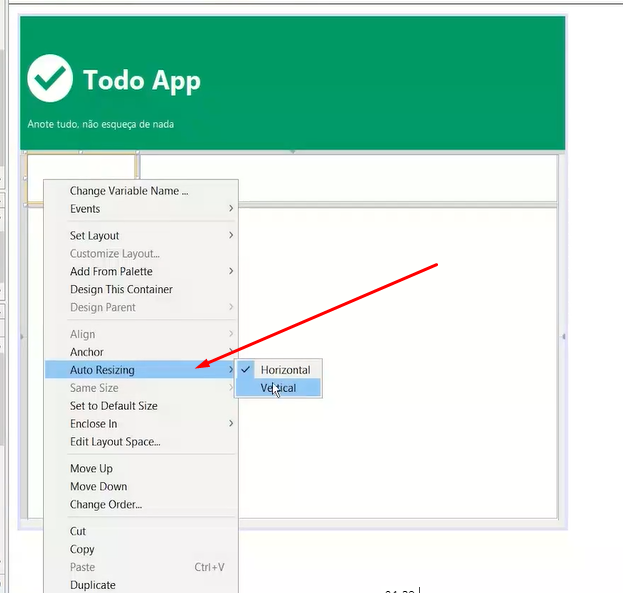 Todo App
Anote tudo, não esqueça de nada
Change Variable Name ...
Events
Set Layout
Customize Layout...
Add From Palette
Design This Container
Design Parent
Align
Anchor
Auto Resizing
Horizontal
Same Size
Vertical
Set to Default Size
Enclose In
Edit Layout Space...
Move Up
Move Down
Change Order...
Cut
Copy
Paste Ctrl+V
Duplicate